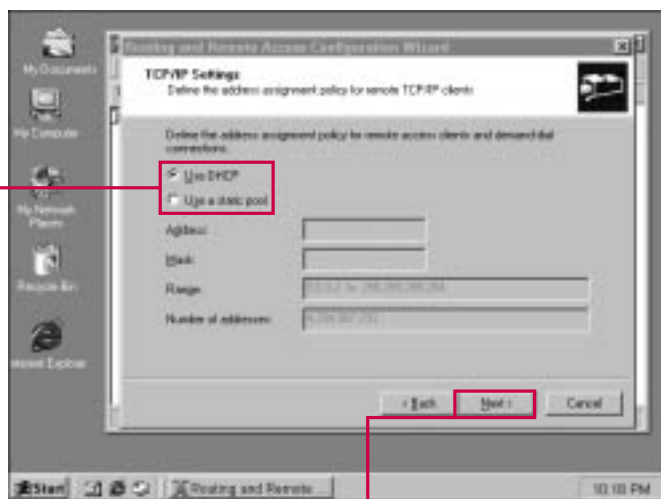 My Documents
Routing and Remote Access Configuration Wizard
TCP/IP Settings
Define the address assignment policy for remote TCP/IP clients
My Computer
Define the address assignment policy for remote access clients and demand-dial
connections.
Use DHCP
Use a static pool
My Network
Places
Address:
Mask:
Range:
Recycle Bin
Number of addresses:
Internet Explorer
< Back
Next >
Cancel
Start
Routing and Remote
10:10 PM